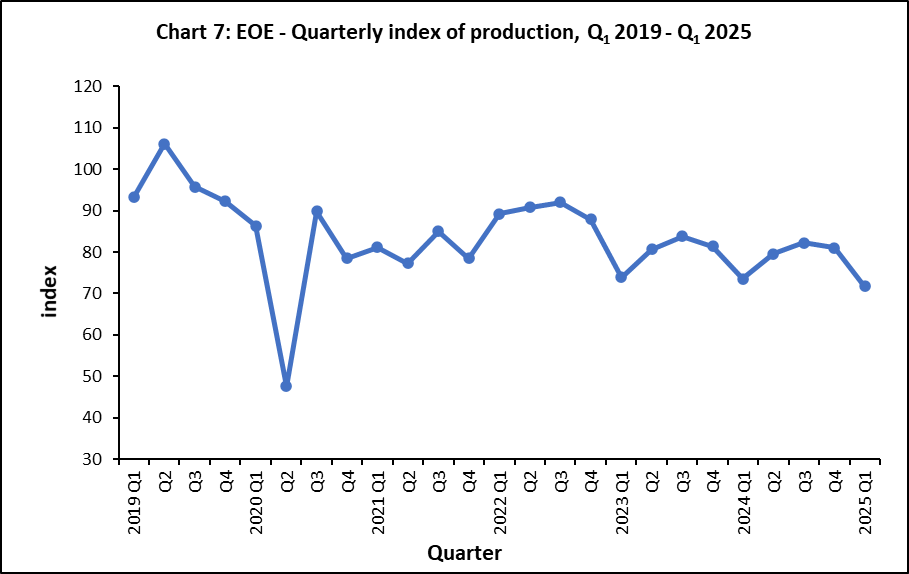 Chart 7: EOE - Quarterly index of production, Q1 2019 - Q1 2025
120
110
100
90
80
70
60
50
40
30
index
2019 Q1
Q2
Q3
Q4
2020 Q1
Q2
Q3
Q4
2021 Q1
Q2
Q3
Q4
2022 Q1
Q2
Q3
Q4
2023 Q1
Q2
Q3
Q4
2024 Q1
Q2
Q3
Q4
2025 Q1
Quarter